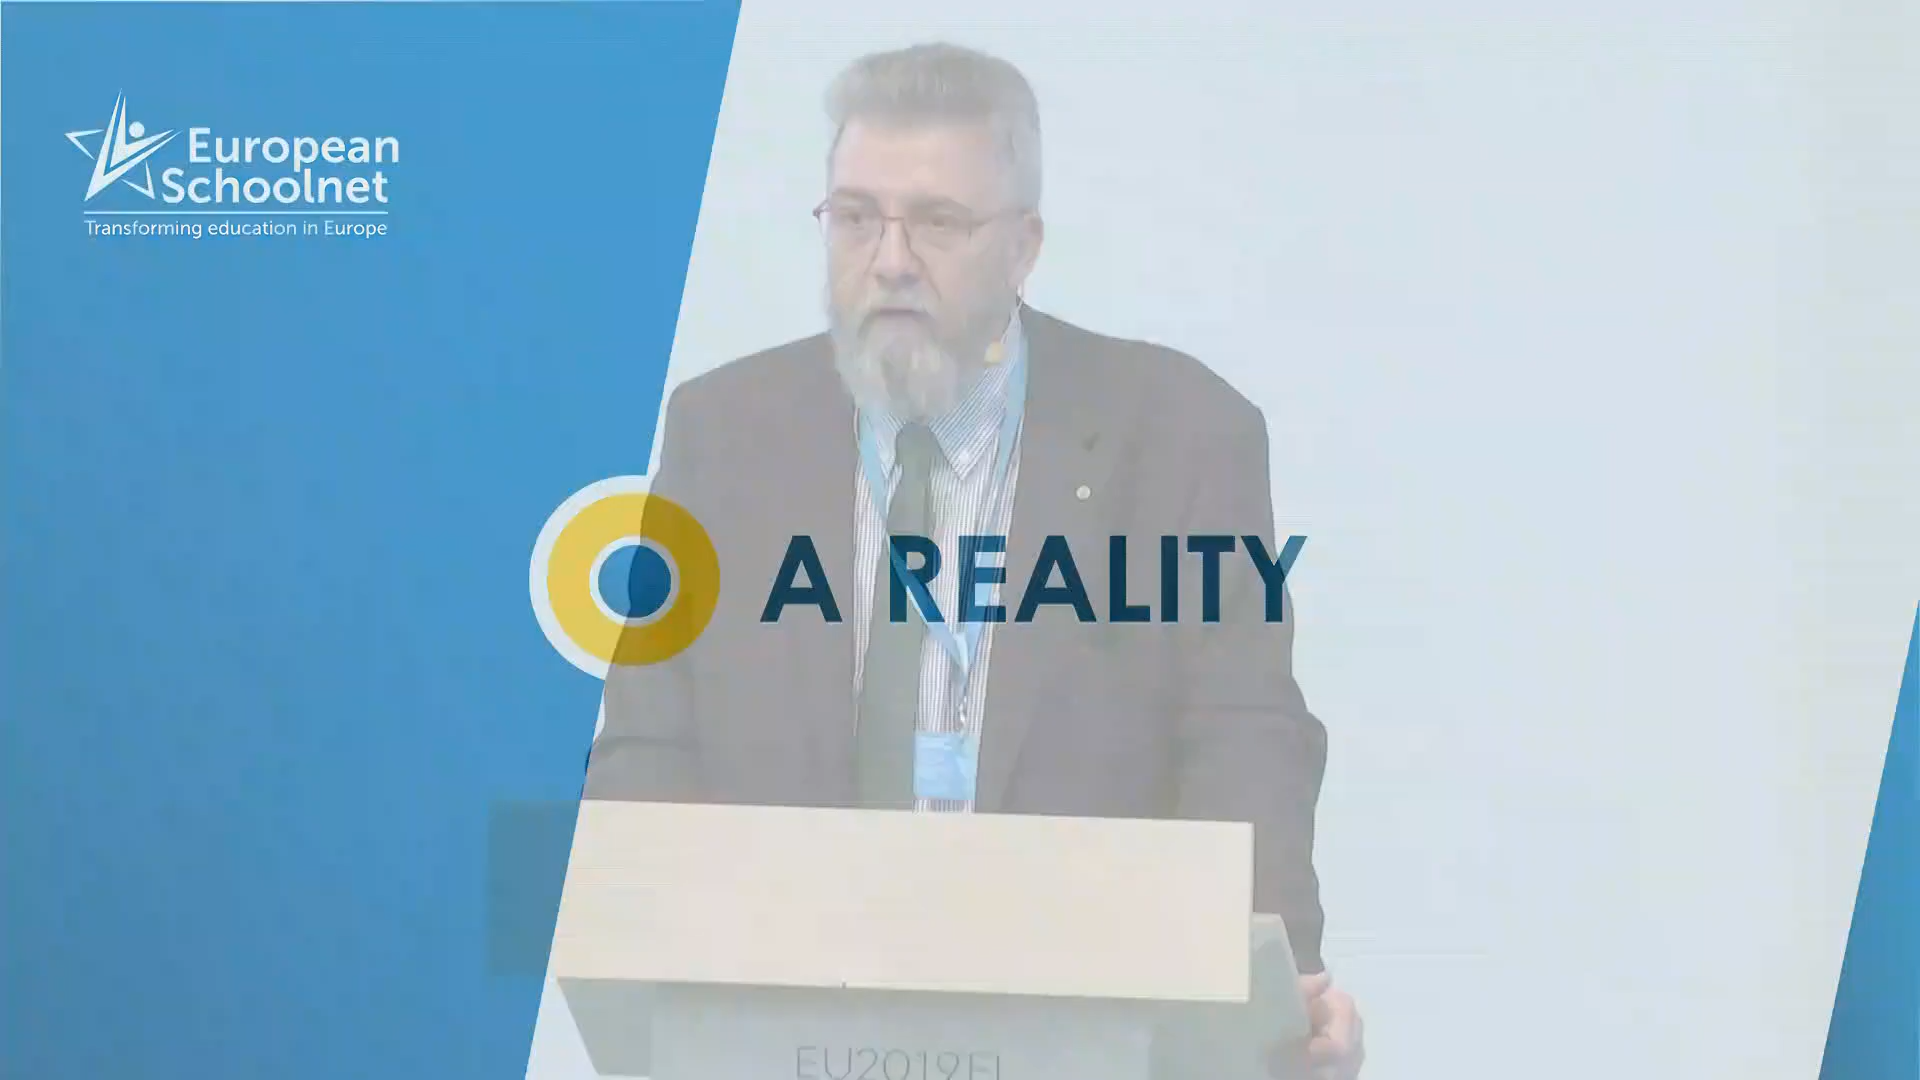 European
Schoolnet
Transforming education in Europe
A REALITY
EU2019FI